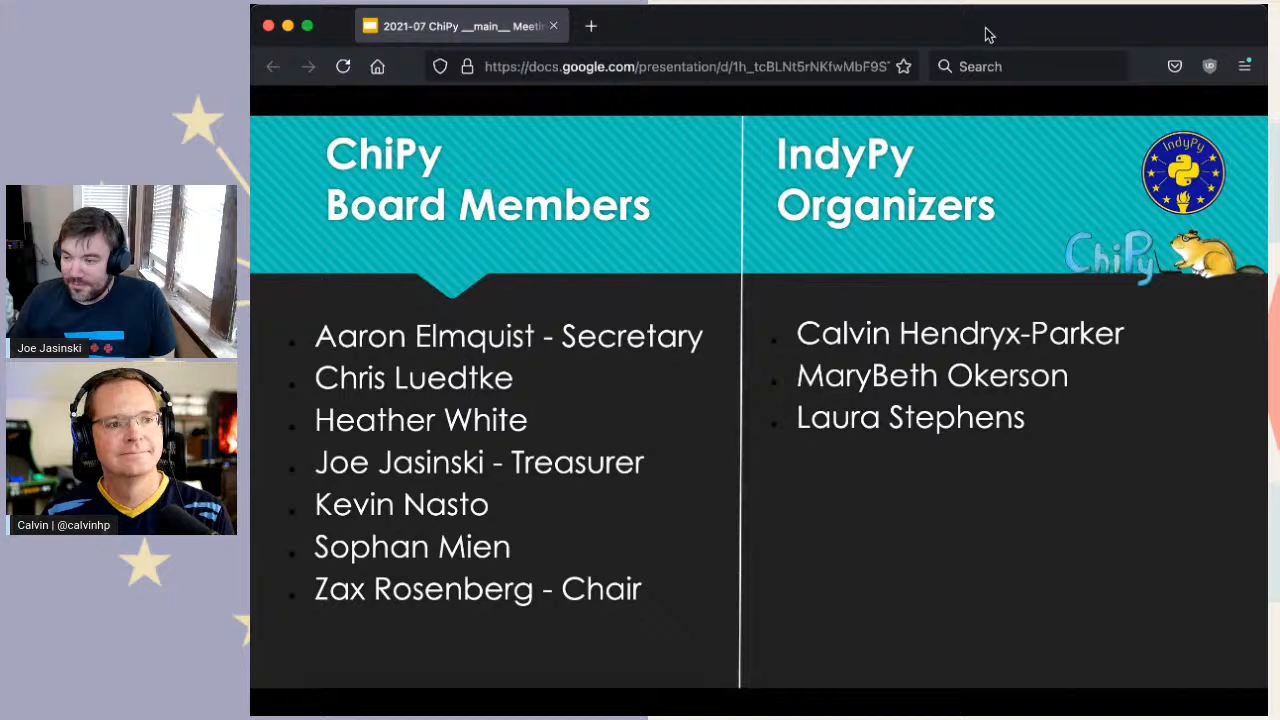 2021-07 ChiPy __main__ Meetin
https://docs.google.com/presentation/d/1h_tcBLNt5rNKfwMbF9S
Search
ChiPy
Board Members
IndyPy
Organizers
IndyPy
ChiPy
Aaron Elmquist - Secretary
Chris Luedtke
Heather White
Joe Jasinski - Treasurer
Kevin Nasto
Sophan Mien
Zax Rosenberg - Chair
Calvin Hendryx-Parker
MaryBeth Okerson
Laura Stephens
Joe Jasinski
Calvin | @calvinhp